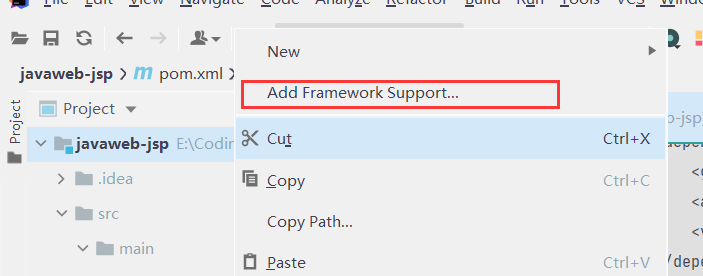 File Edit View Navigate Code Analyze Refactor Build Run Tools VCS Window
javaweb-jsp > pom.xml
Project
Project
javaweb-jsp E:\Codin
.idea
src
main
New
Add Framework Support...
Cut Ctrl+X
Copy Ctrl+C
Copy Path...
Paste Ctrl+V
b-jsp]
<g
<a
<v
/depe